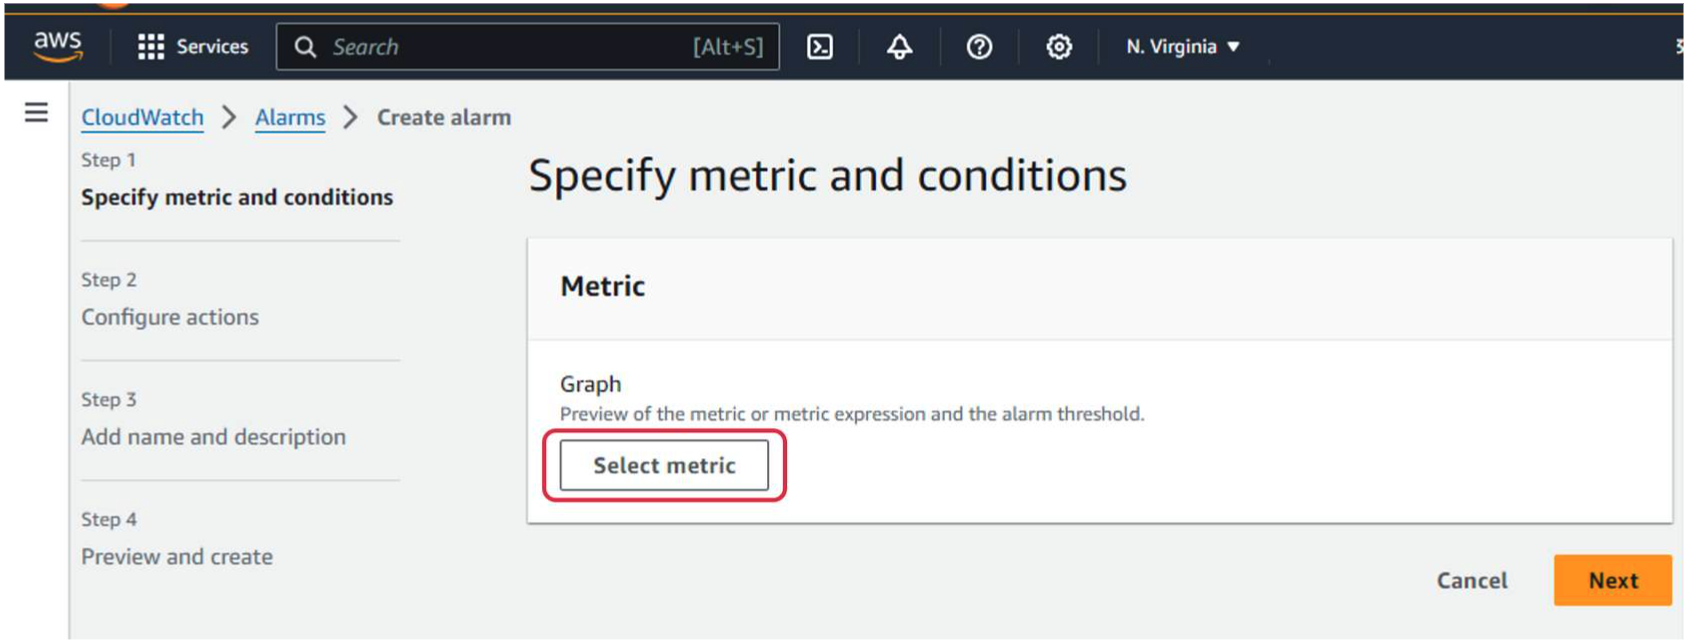 aws
Services
Search
[Alt+S]
N. Virginia
CloudWatch
Alarms
Create alarm
Step 1
Specify metric and conditions
Step 2
Configure actions
Step 3
Add name and description
Step 4
Preview and create
Specify metric and conditions
Metric
Graph
Preview of the metric or metric expression and the alarm threshold.
Select metric
Cancel
Next